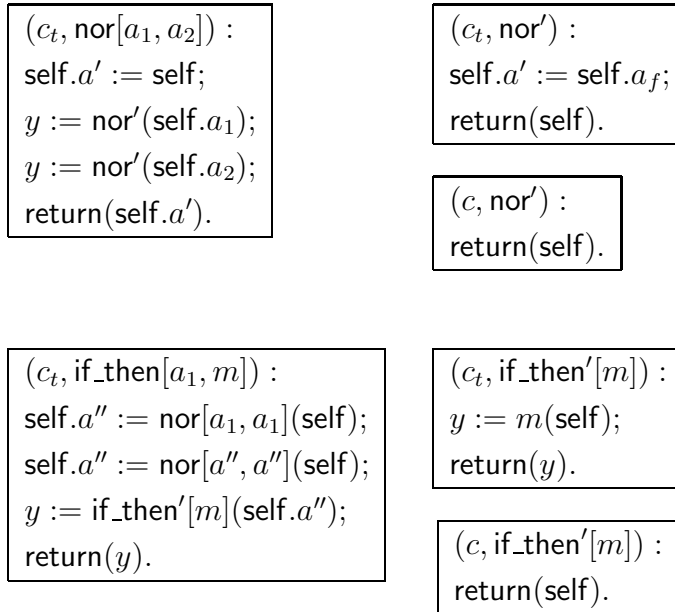 (c_t, nor[a_1, a_2]) :
self.a' := self;
y := nor'(self.a_1);
y := nor'(self.a_2);
return(self.a').
(c_t, nor') :
self.a' := self.a_f;
return(self).
(c, nor') :
return(self).
(c_t, if_then[a_1, m]) :
self.a'' := nor[a_1, a_1](self);
self.a'' := nor[a'', a''](self);
y := if_then'[m](self.a'');
return(y).
(c_t, if_then'[m]) :
y := m(self);
return(y).
(c, if_then'[m]) :
return(self).